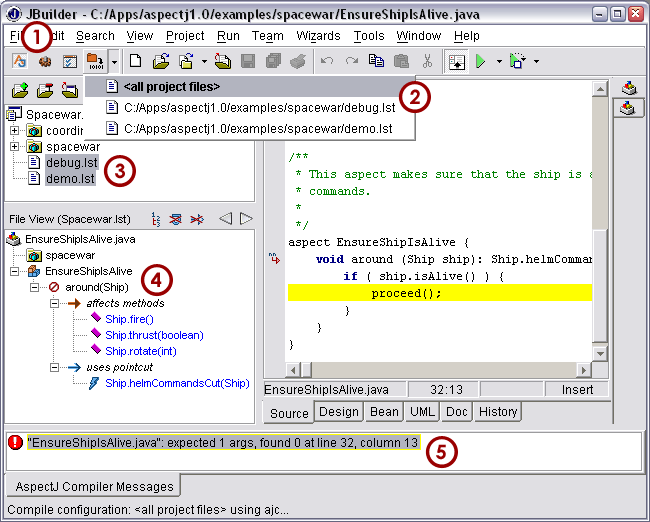 JBuilder - C:/Apps/aspectj1.0/examples/spacewar/EnsureShipIsAlive.java
1
Edit Search View Project Run Team Wizards Tools Window Help
<all project files>
C:/Apps/aspectj1.0/examples/spacewar/debug.lst
C:/Apps/aspectj1.0/examples/spacewar/demo.lst
2
Spacewar.
coordin
spacewar
debug.lst
demo.lst
3
/**
* This aspect makes sure that the ship is a
* commands.
*
*/
aspect EnsureShipIsAlive {
void around (Ship ship): Ship.helmComma
if ( ship.isAlive() ) {
proceed();
}
}
}
File View (Spacewar.lst)
EnsureShipIsAlive.java
spacewar
EnsureShipIsAlive
around(Ship)
4
affects methods
Ship.fire()
Ship.thrust(boolean)
Ship.rotate(int)
uses pointcut
Ship.helmCommandsCut(Ship)
EnsureShipIsAlive.java 32:13 Insert
Source Design Bean UML Doc History
"EnsureShipIsAlive.java": expected 1 args, found 0 at line 32, column 13
5
AspectJ Compiler Messages
Compile configuration: <all project files> using ajc...